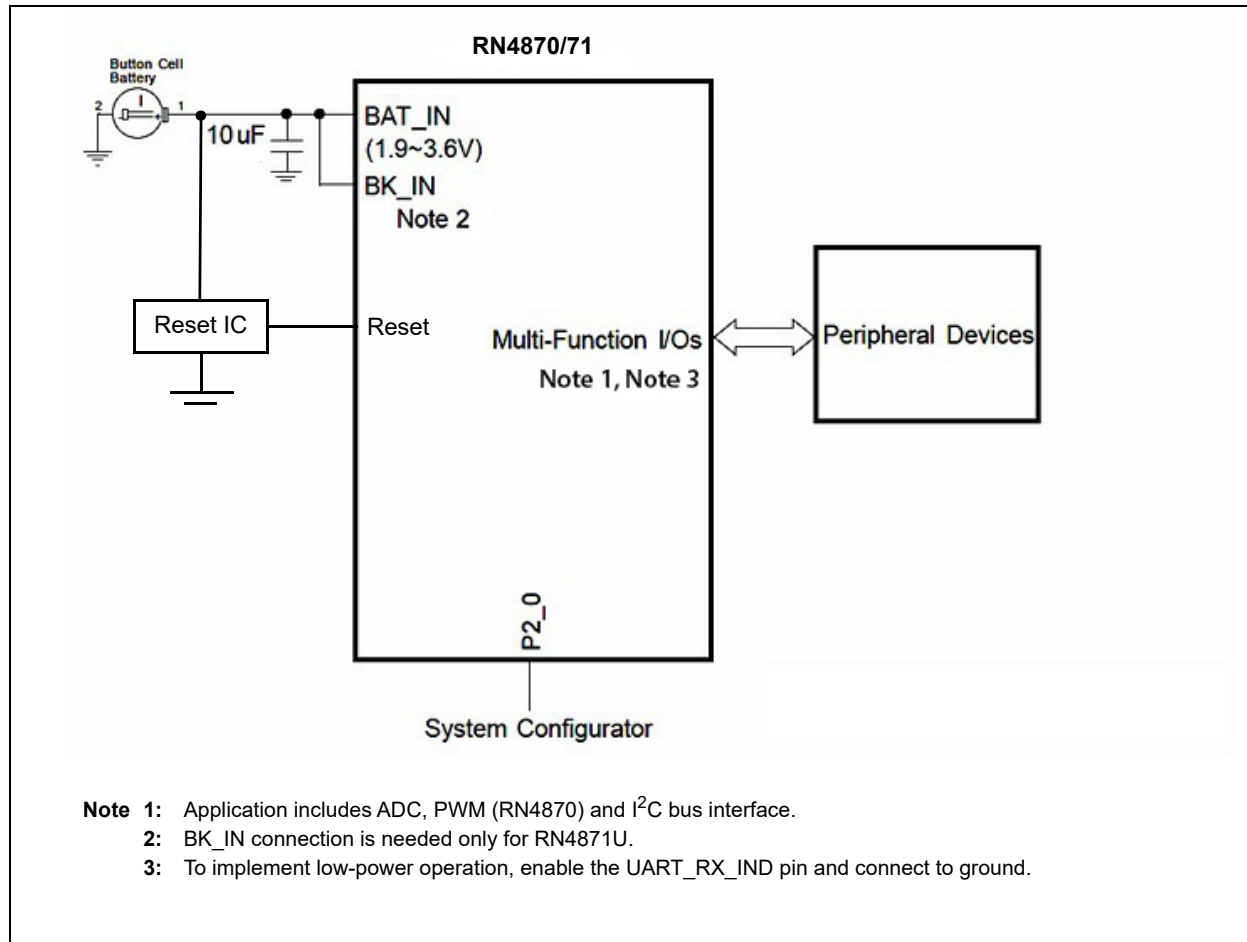 RN4870/71
Button Cell
Battery
2
1
10 uF
BAT_IN
(1.9~3.6V)
BK_IN
Note 2
Reset IC
Reset
Multi-Function I/Os
Note 1, Note 3
Peripheral Devices
P2_0
System Configurator
Note 1: Application includes ADC, PWM (RN4870) and I²C bus interface.
2: BK_IN connection is needed only for RN4871U.
3: To implement low-power operation, enable the UART_RX_IND pin and connect to ground.